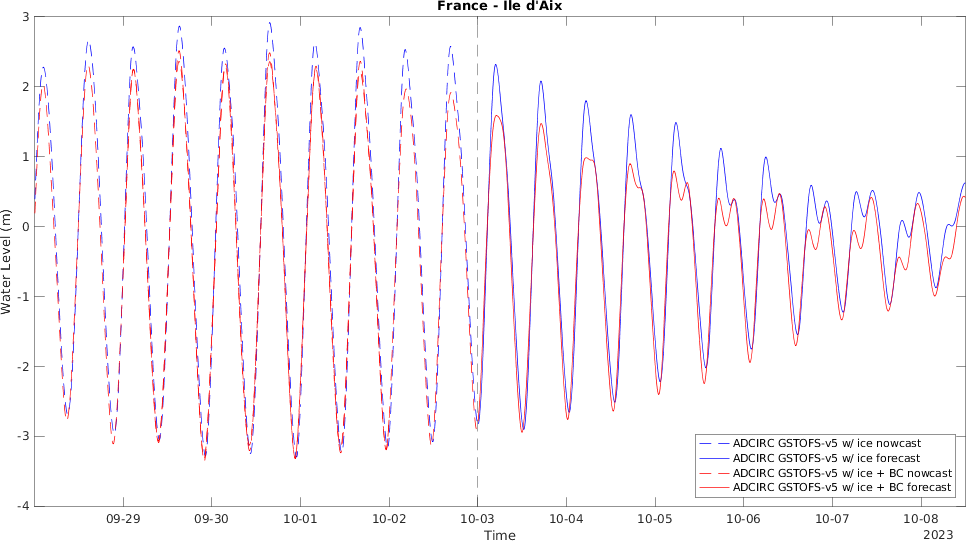 France - Ile d'Aix
3
2
1
0
-1
-2
-3
-4
Water Level (m)
09-29 09-30 10-01 10-02 10-03 10-04 10-05 10-06 10-07 10-08
Time
2023
ADCIRC GSTOFS-v5 w/ ice nowcast
ADCIRC GSTOFS-v5 w/ ice forecast
ADCIRC GSTOFS-v5 w/ ice + BC nowcast
ADCIRC GSTOFS-v5 w/ ice + BC forecast